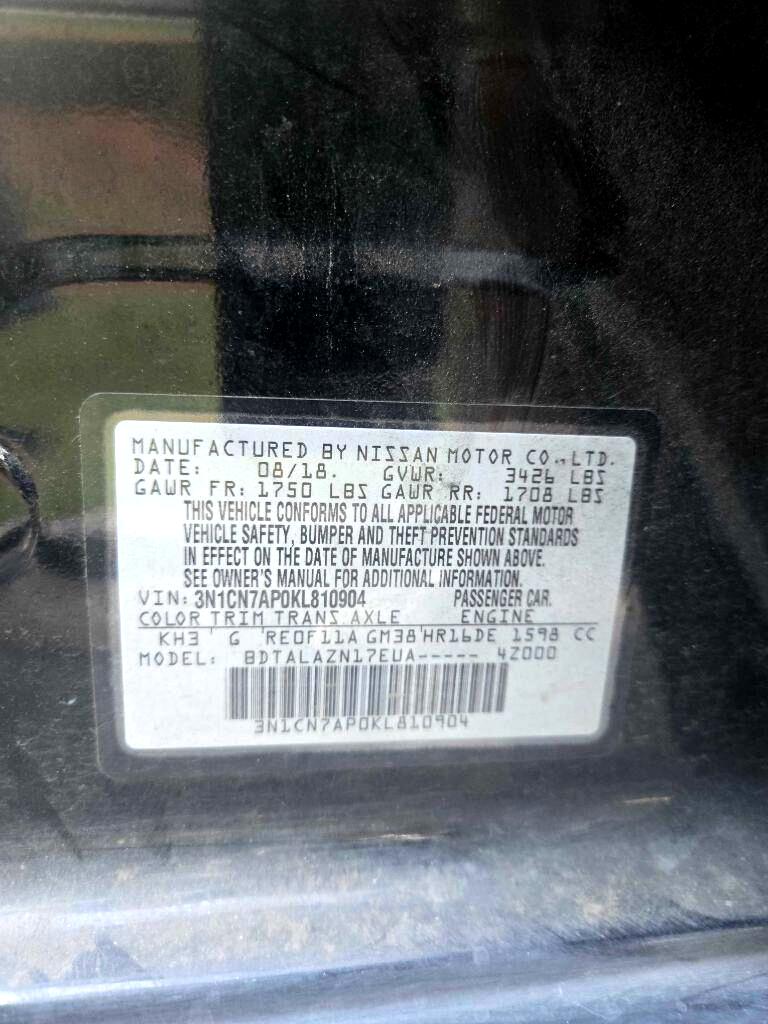 MANUFACTURED BY NISSAN MOTOR CO., LTD.
DATE: 08/18. GVWR: 3426 LBS
GAWR FR: 1750 LBS GAWR RR: 1708 LBS
THIS VEHICLE CONFORMS TO ALL APPLICABLE FEDERAL MOTOR
VEHICLE SAFETY, BUMPER AND THEFT PREVENTION STANDARDS
IN EFFECT ON THE DATE OF MANUFACTURE SHOWN ABOVE.
SEE OWNER'S MANUAL FOR ADDITIONAL INFORMATION.
VIN: 3N1CN7AP0KL810904 PASSENGER CAR.
COLOR TRIM TRANS AXLE ENGINE
KH3 G RE0F11A GM38 HR16DE 1598 CC
MODEL: BDTALAZN17EUA----- 4Z000
3N1CN7AP0KL810904